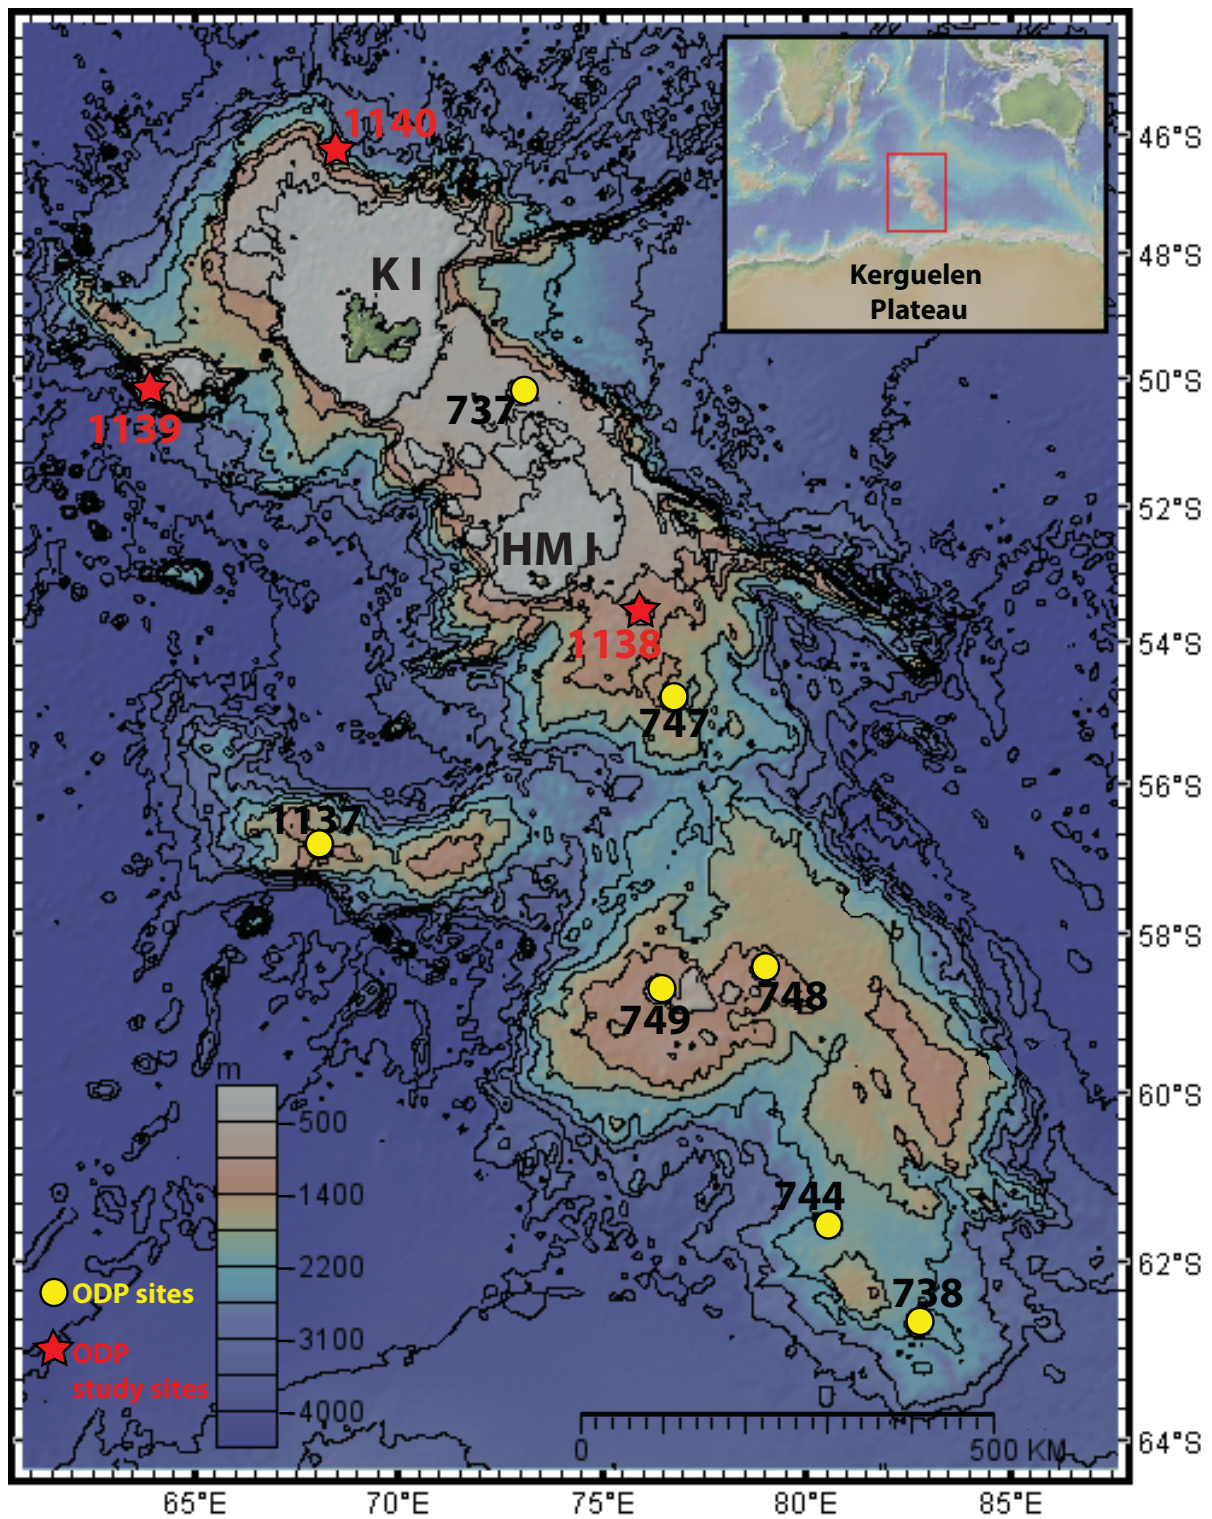 1140
46°S
48°S
Kerguelen
Plateau
K I
50°S
737
1139
52°S
HM I
54°S
1138
747
56°S
1137
58°S
748
749
m
60°S
-500
744
-1400
62°S
-2200
738
ODP sites
-3100
ODP
study sites
-4000
0
500 KM
64°S
65°E
70°E
75°E
80°E
85°E